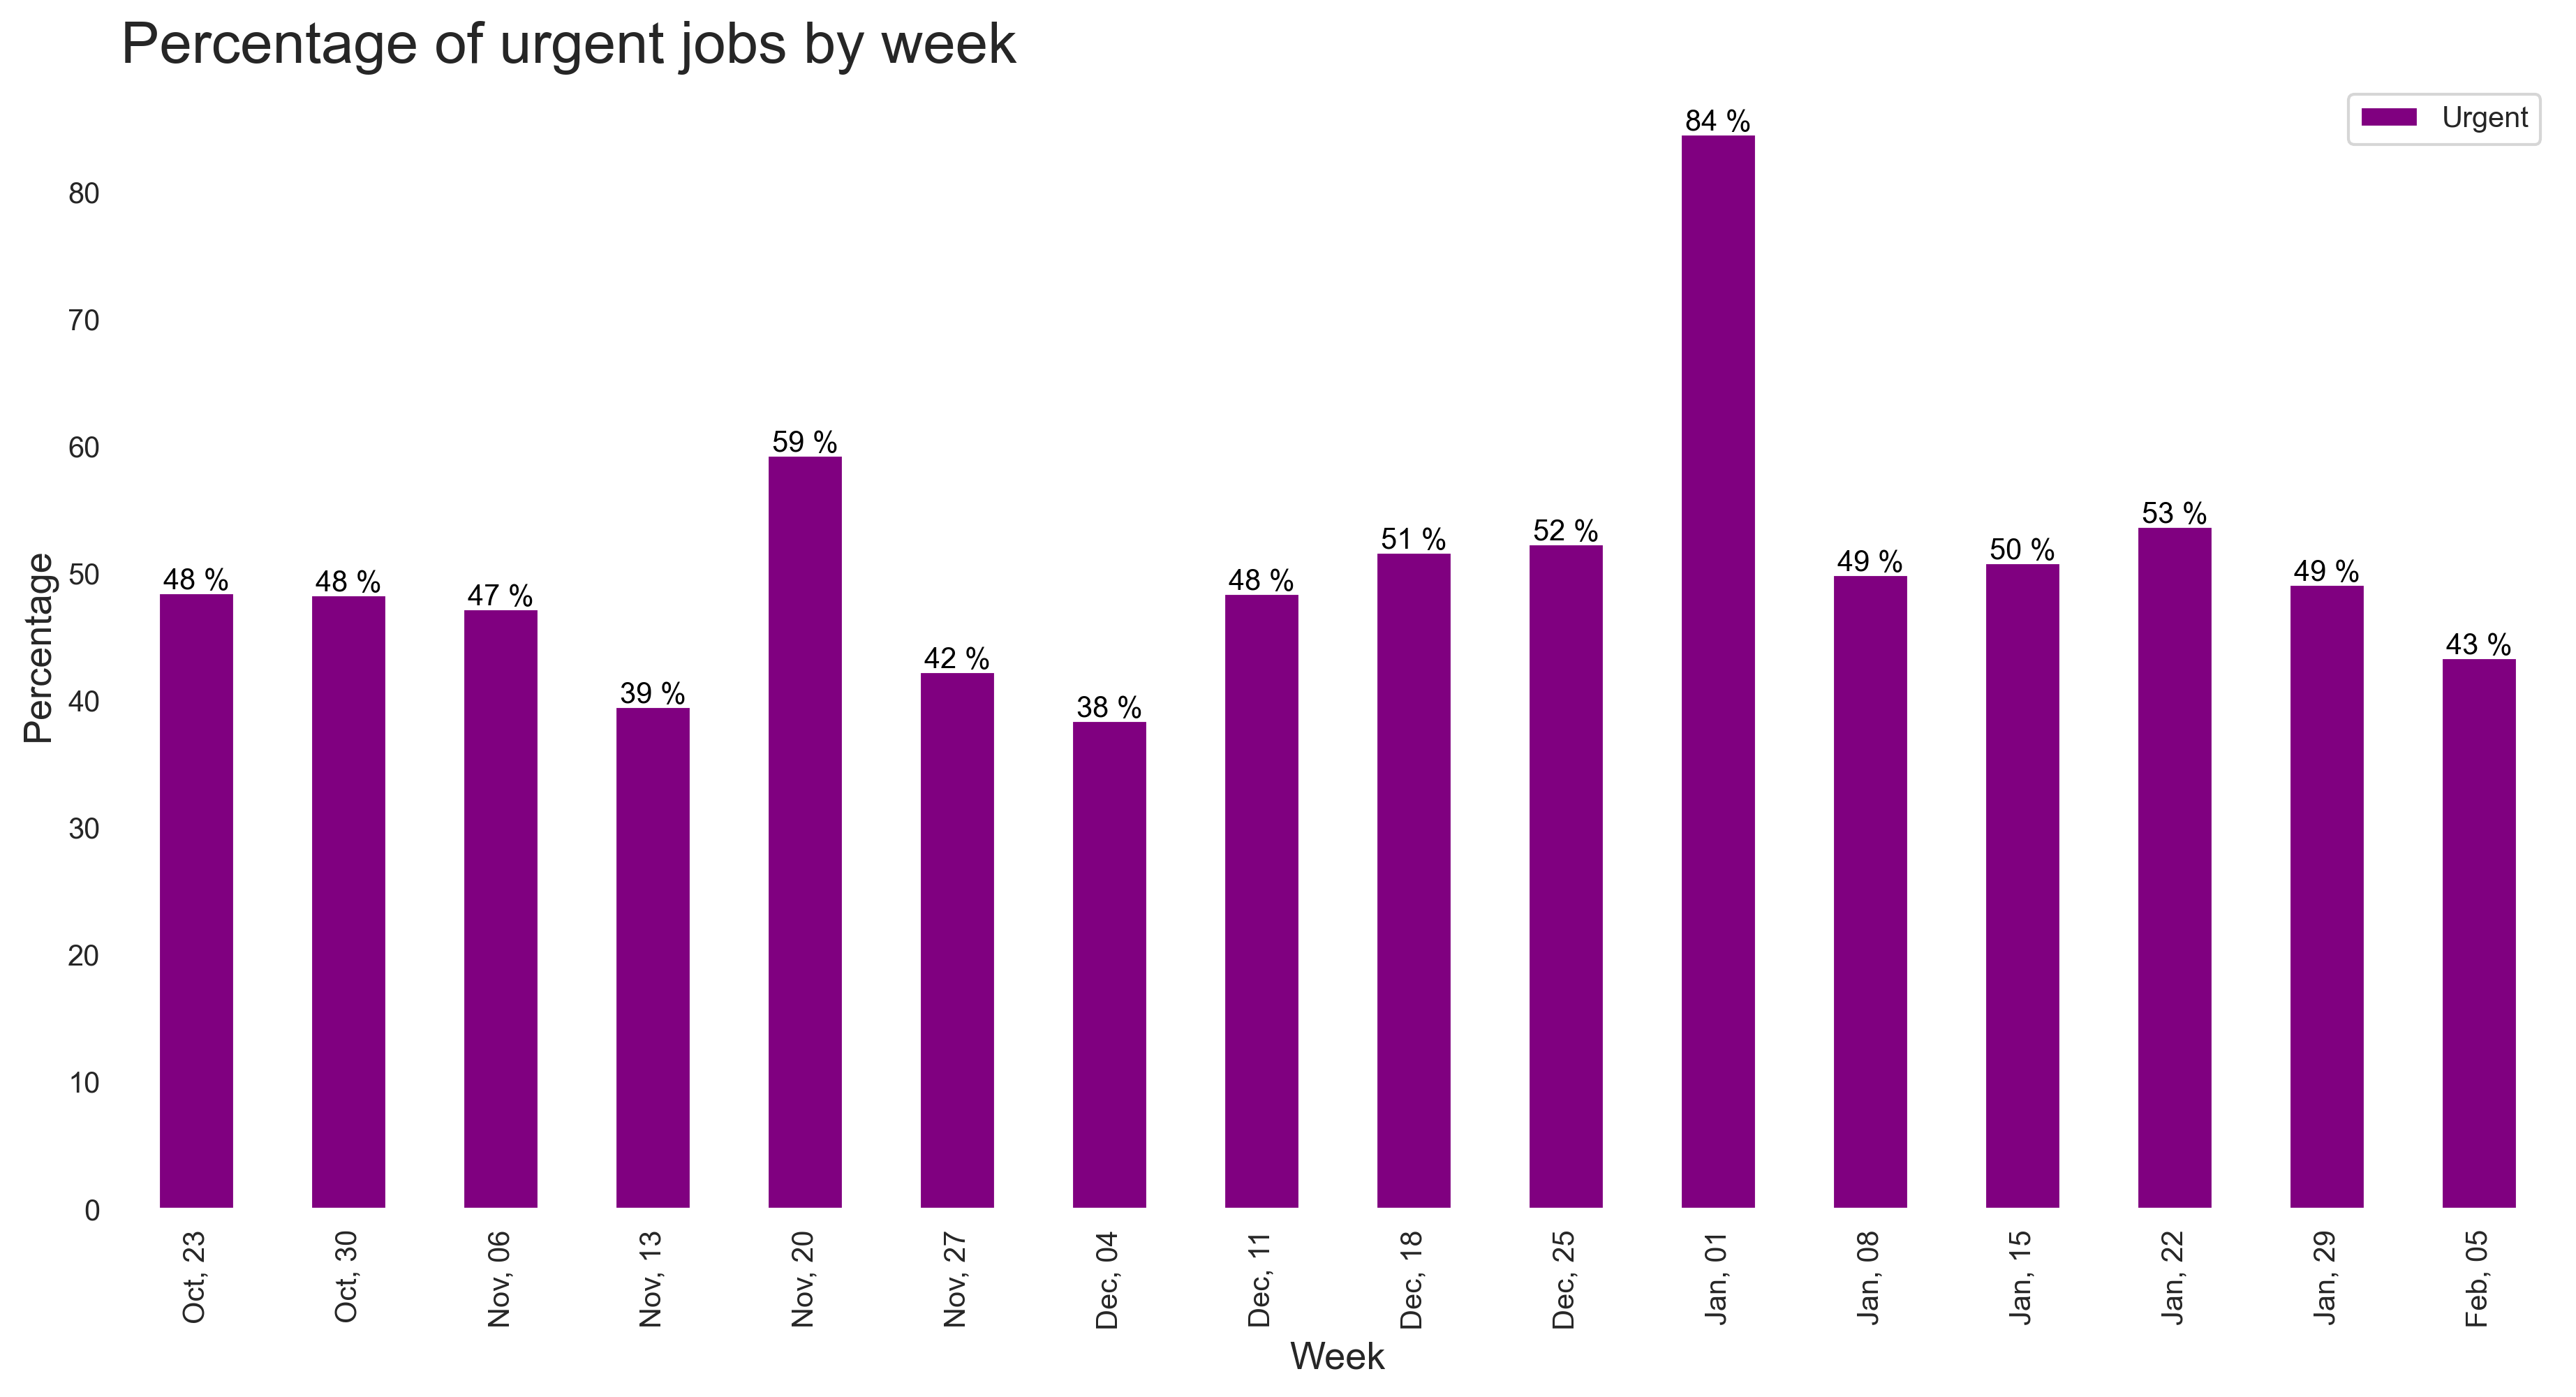 Percentage of urgent jobs by week
Urgent
Percentage
80
70
60
50
40
30
20
10
0
48 %
48 %
47 %
39 %
59 %
42 %
38 %
48 %
51 %
52 %
84 %
49 %
50 %
53 %
49 %
43 %
Oct, 23
Oct, 30
Nov, 06
Nov, 13
Nov, 20
Nov, 27
Dec, 04
Dec, 11
Dec, 18
Dec, 25
Jan, 01
Jan, 08
Jan, 15
Jan, 22
Jan, 29
Feb, 05
Week